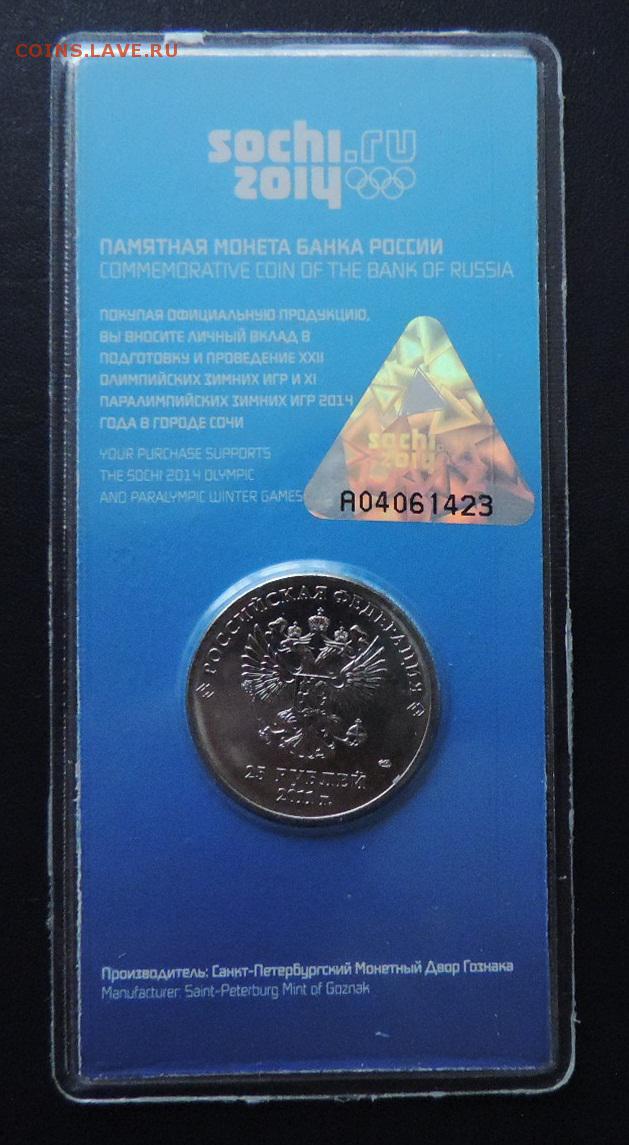 COINS.LAVE.RU
sochi.ru
2014
ПАМЯТНАЯ МОНЕТА БАНКА РОССИИ
COMMEMORATIVE COIN OF THE BANK OF RUSSIA
ПОКУПАЯ ОФИЦИАЛЬНУЮ ПРОДУКЦИЮ,
ВЫ ВНОСИТЕ ЛИЧНЫЙ ВКЛАД В
ПОДГОТОВКУ И ПРОВЕДЕНИЕ XXII
ОЛИМПИЙСКИХ ЗИМНИХ ИГР И XI
ПАРАЛИМПИЙСКИХ ЗИМНИХ ИГР 2014
ГОДА В ГОРОДЕ СОЧИ
YOUR PURCHASE SUPPORTS
THE SOCHI 2014 OLYMPIC
AND PARALYMPIC WINTER GAMES
sochi.
2014
A04061423
РОССИЙСКАЯ ФЕДЕРАЦИЯ
25 РУБЛЕЙ
2011 г.
Производитель: Санкт-Петербургский Монетный Двор Гознака
Manufacturer: Saint-Peterburg Mint of Goznak